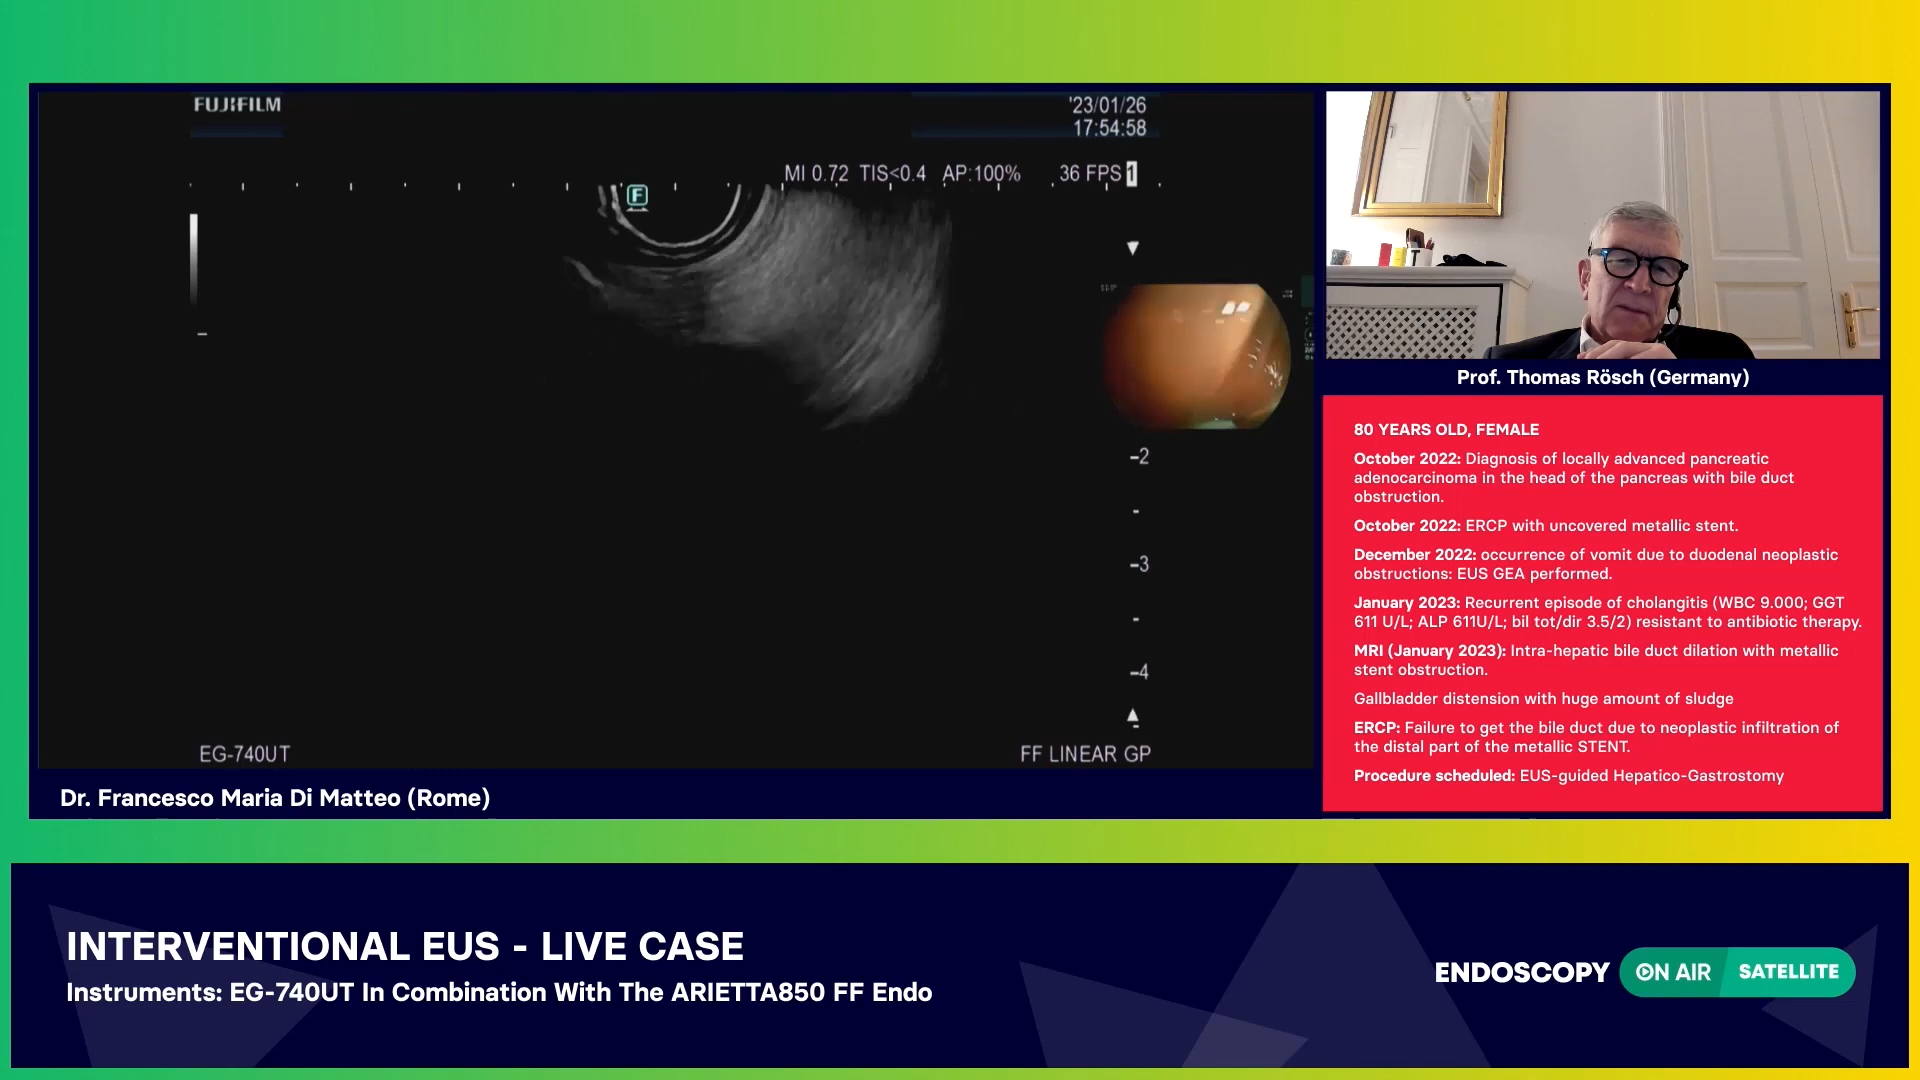 FUJIFILM
'23/01/26
17:54:58
MI 0.72 TIS<0.4 AP:100% 36 FPS 1
F
-2
-3
-4
EG-740UT
FF LINEAR GP
Dr. Francesco Maria Di Matteo (Rome)
Prof. Thomas Rösch (Germany)
80 YEARS OLD, FEMALE
October 2022: Diagnosis of locally advanced pancreatic
adenocarcinoma in the head of the pancreas with bile duct
obstruction.
October 2022: ERCP with uncovered metallic stent.
December 2022: occurrence of vomit due to duodenal neoplastic
obstructions: EUS GEA performed.
January 2023: Recurrent episode of cholangitis (WBC 9.000; GGT
611 U/L; ALP 611U/L; bil tot/dir 3.5/2) resistant to antibiotic therapy.
MRI (January 2023): Intra-hepatic bile duct dilation with metallic
stent obstruction.
Gallbladder distension with huge amount of sludge
ERCP: Failure to get the bile duct due to neoplastic infiltration of
the distal part of the metallic STENT.
Procedure scheduled: EUS-guided Hepatico-Gastrostomy
INTERVENTIONAL EUS - LIVE CASE
Instruments: EG-740UT In Combination With The ARIETTA850 FF Endo
ENDOSCOPY ON AIR SATELLITE